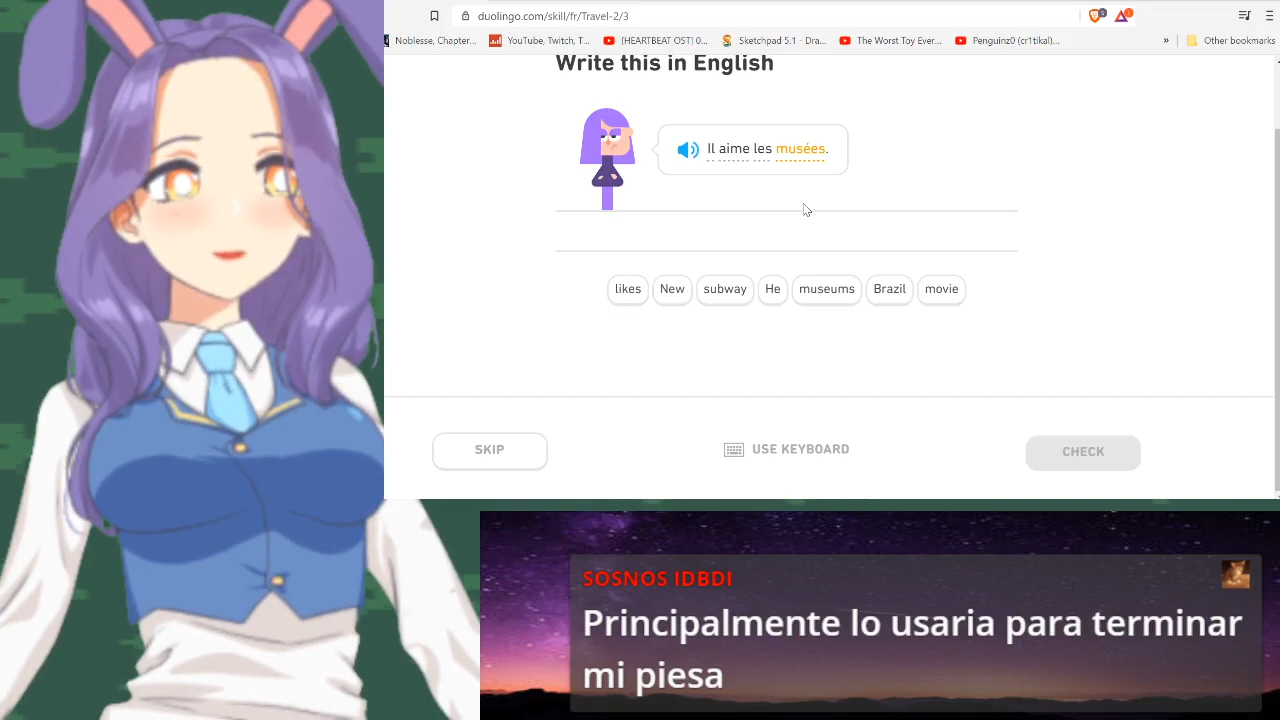 duolingo.com/skill/fr/Travel-2/3
Noblesse, Chapter...
YouTube, Twitch, T...
[HEARTBEAT OST] 0...
Sketchpad 5.1 - Dra...
The Worst Toy Ever...
Penguinz0 (cr1tikal)...
»
Other bookmarks
Write this in English
Il aime les musées.
likes
New
subway
He
museums
Brazil
movie
SKIP
USE KEYBOARD
CHECK
SOSNOS IDBDI
Principalmente lo usaria para terminar
mi piesa